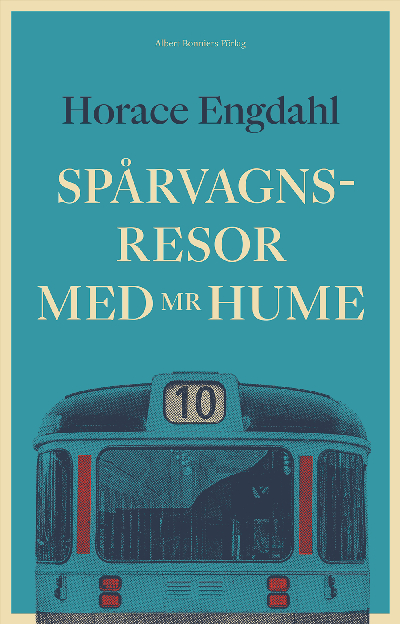 Albert Bonniers Förlag
Horace Engdahl
SPÅRVAGNS-
RESOR
MED MR HUME
10